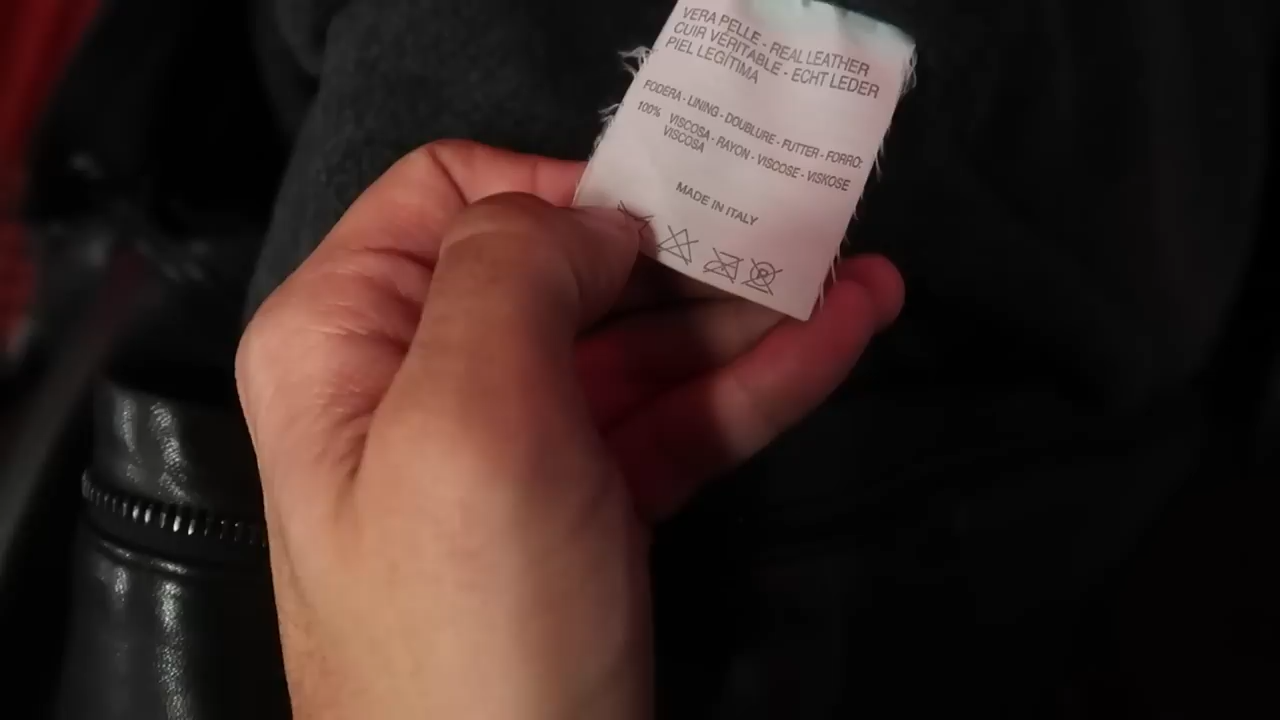 VERA PELLE - REAL LEATHER
CUIR VERITABLE - ECHT LEDER
PIEL LEGÍTIMA
FODERA - LINING - DOUBLURE - FUTTER - FORRO:
100% VISCOSA - RAYON - VISCOSE - VISKOSE
VISCOSA
MADE IN ITALY
P